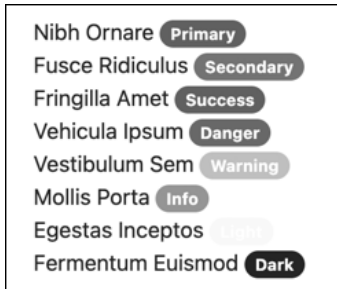 Nibh Ornare Primary
Fusce Ridiculus Secondary
Fringilla Amet Success
Vehicula Ipsum Danger
Vestibulum Sem Warning
Mollis Porta Info
Egestas Inceptos Light
Fermentum Euismod Dark